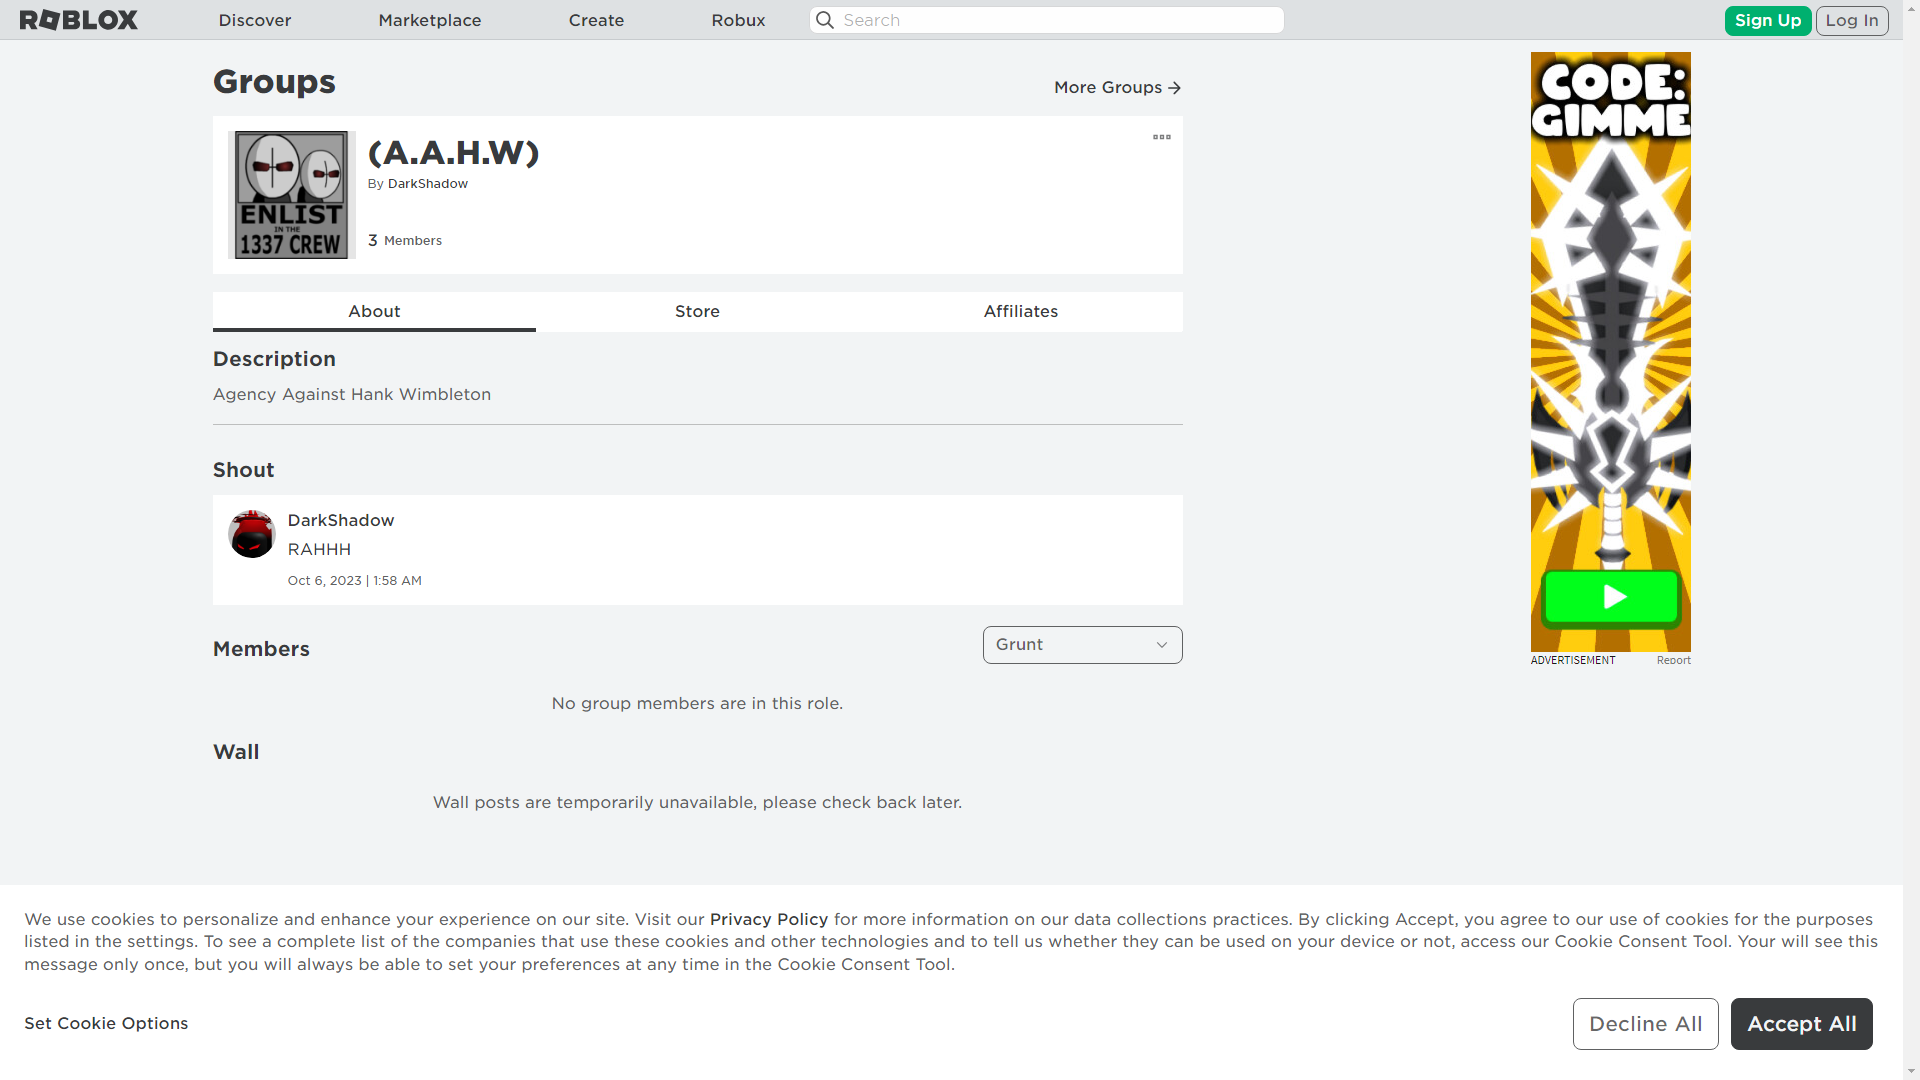 ROBLOX
Discover
Marketplace
Create
Robux
Search
Sign Up
Log In
Groups
More Groups
ENLIST
IN THE
1337 CREW
(A.A.H.W)
By DarkShadow
3 Members
About
Store
Affiliates
Description
Agency Against Hank Wimbleton
Shout
DarkShadow
RAHHH
Oct 6, 2023 | 1:58 AM
Members
Grunt
No group members are in this role.
Wall
Wall posts are temporarily unavailable, please check back later.
CODE:
GIMME
ADVERTISEMENT
Report
We use cookies to personalize and enhance your experience on our site. Visit our Privacy Policy for more information on our data collections practices. By clicking Accept, you agree to our use of cookies for the purposes
listed in the settings. To see a complete list of the companies that use these cookies and other technologies and to tell us whether they can be used on your device or not, access our Cookie Consent Tool. Your will see this
message only once, but you will always be able to set your preferences at any time in the Cookie Consent Tool.
Set Cookie Options
Decline All
Accept All